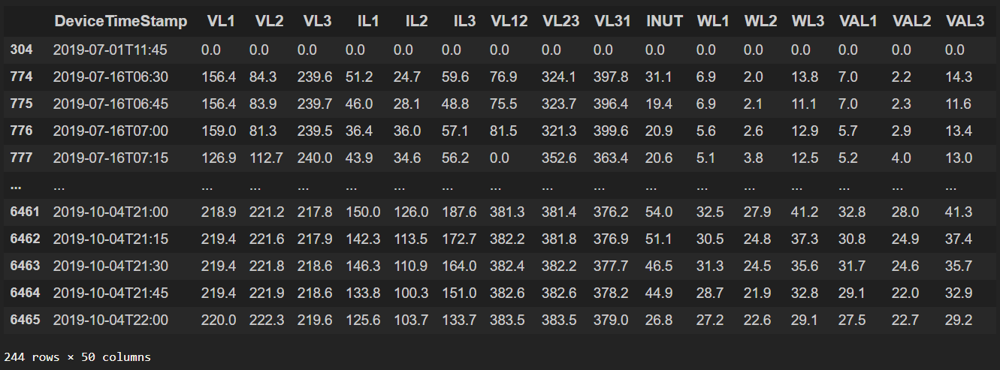 DeviceTimeStamp VL1 VL2 VL3 IL1 IL2 IL3 VL12 VL23 VL31 INUT WL1 WL2 WL3 VAL1 VAL2 VAL3
304 2019-07-01T11:45 0.0 0.0 0.0 0.0 0.0 0.0 0.0 0.0 0.0 0.0 0.0 0.0 0.0 0.0 0.0 0.0
774 2019-07-16T06:30 156.4 84.3 239.6 51.2 24.7 59.6 76.9 324.1 397.8 31.1 6.9 2.0 13.8 7.0 2.2 14.3
775 2019-07-16T06:45 156.4 83.9 239.7 46.0 28.1 48.8 75.5 323.7 396.4 19.4 6.9 2.1 11.1 7.0 2.3 11.6
776 2019-07-16T07:00 159.0 81.3 239.5 36.4 36.0 57.1 81.5 321.3 399.6 20.9 5.6 2.6 12.9 5.7 2.9 13.4
777 2019-07-16T07:15 126.9 112.7 240.0 43.9 34.6 56.2 0.0 352.6 363.4 20.6 5.1 3.8 12.5 5.2 4.0 13.0
... ... ... ... ... ... ... ... ... ... ... ... ... ... ... ... ... ...
6461 2019-10-04T21:00 218.9 221.2 217.8 150.0 126.0 187.6 381.3 381.4 376.2 54.0 32.5 27.9 41.2 32.8 28.0 41.3
6462 2019-10-04T21:15 219.4 221.6 217.9 142.3 113.5 172.7 382.2 381.8 376.9 51.1 30.5 24.8 37.3 30.8 24.9 37.4
6463 2019-10-04T21:30 219.4 221.8 218.6 146.3 110.9 164.0 382.4 382.2 377.7 46.5 31.3 24.5 35.6 31.7 24.6 35.7
6464 2019-10-04T21:45 219.4 221.9 218.6 133.8 100.3 151.0 382.6 382.6 378.2 44.9 28.7 21.9 32.8 29.1 22.0 32.9
6465 2019-10-04T22:00 220.0 222.3 219.6 125.6 103.7 133.7 383.5 383.5 379.0 26.8 27.2 22.6 29.1 27.5 22.7 29.2
244 rows × 50 columns